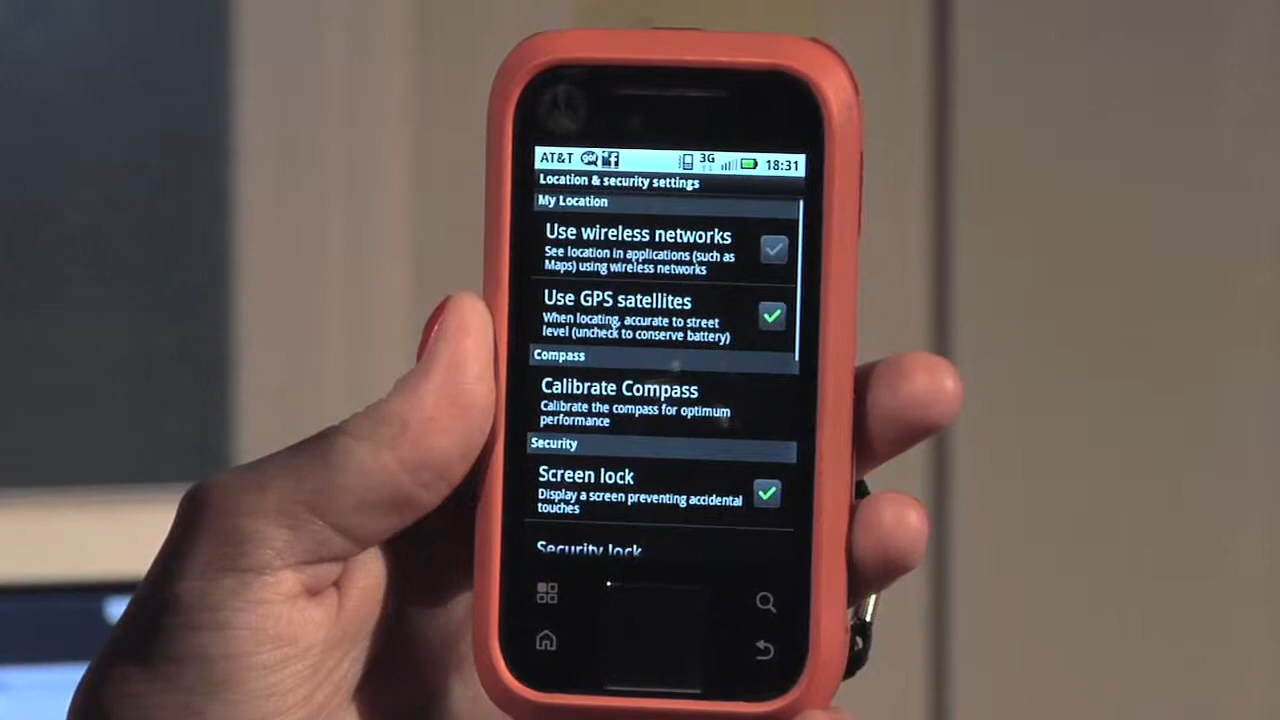 AT&T 3G 18:31
Location & security settings
My Location
Use wireless networks
See location in applications (such as
Maps) using wireless networks
Use GPS satellites
When locating, accurate to street
level (uncheck to conserve battery)
Compass
Calibrate Compass
Calibrate the compass for optimum
performance
Security
Screen lock
Display a screen preventing accidental
touches
Security lock